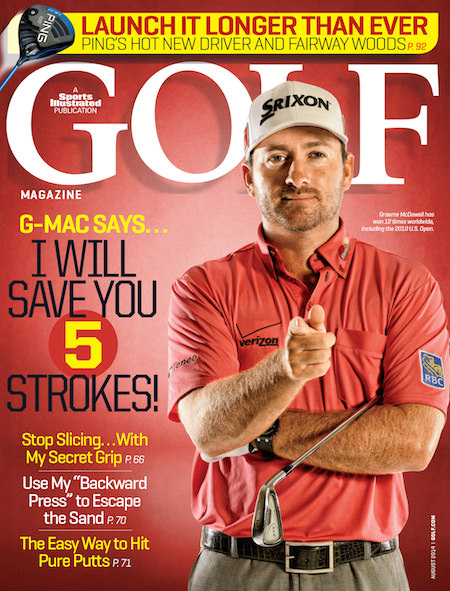 PING
LAUNCH IT LONGER THAN EVER
PING'S HOT NEW DRIVER AND FAIRWAY WOODS P. 92
A
Sports
Illustrated
PUBLICATION
GOLF
MAGAZINE
SRIXON
Graeme McDowell has
won 12 times worldwide,
including the 2010 U.S. Open.
G-MAC SAYS...
I WILL
SAVE YOU
5
STROKES!
verizon
RBC
Stop Slicing...With
My Secret Grip P. 66
Use My "Backward
Press" to Escape
the Sand P. 70
The Easy Way to Hit
Pure Putts P. 71
AUGUST 2014 | GOLF.COM